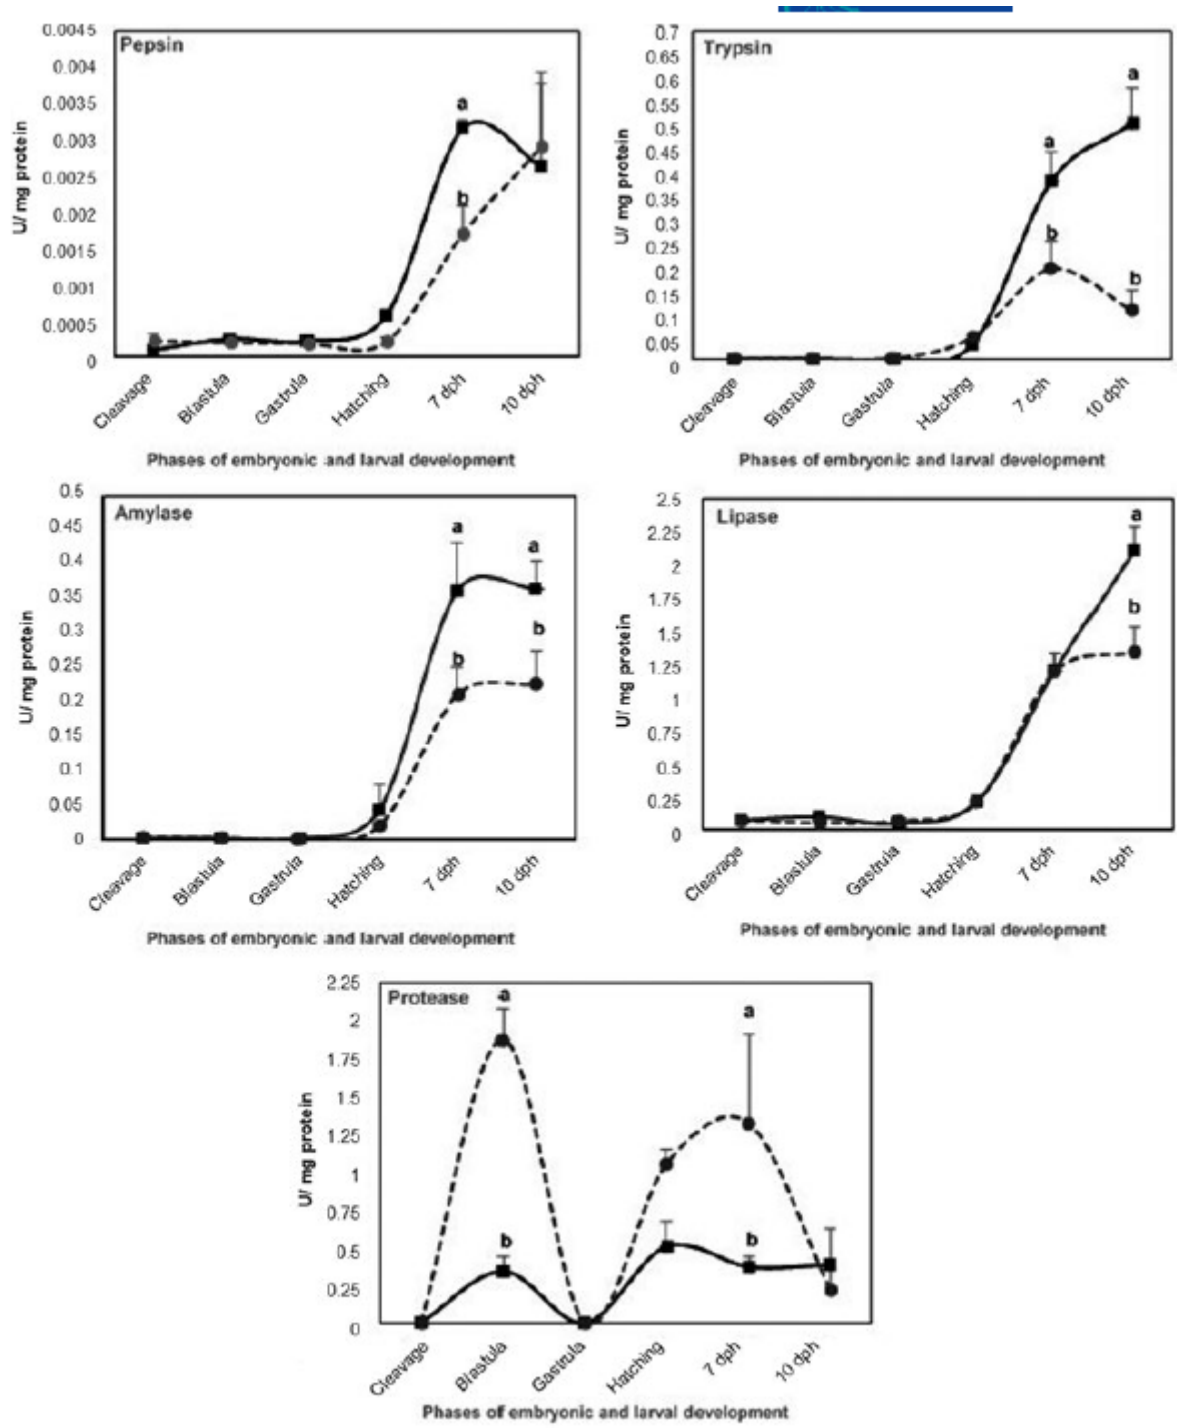 Pepsin
0.0045
0.004
0.0035
0.003
0.0025
0.002
0.0015
0.001
0.0005
0
U/ mg protein
a
b
Cleavage
Blastula
Gastrula
Hatching
7 dph
10 dph
Phases of embryonic and larval development
Trypsin
0.7
0.65
0.6
0.55
0.5
0.45
0.4
0.35
0.3
0.25
0.2
0.15
0.1
0.05
0
U/ mg protein
a
a
b
b
Cleavage
Blastula
Gastrula
Hatching
7 dph
10 dph
Phases of embryonic and larval development
Amylase
0.5
0.45
0.4
0.35
0.3
0.25
0.2
0.15
0.1
0.05
0
U/ mg protein
a
a
b
b
Cleavage
Blastula
Gastrula
Hatching
7 dph
10 dph
Phases of embryonic and larval development
Lipase
2.5
2.25
2
1.75
1.5
1.25
1
0.75
0.5
0.25
0
U/ mg protein
a
b
Cleavage
Blastula
Gastrula
Hatching
7 dph
10 dph
Phases of embryonic and larval development
Protease
2.25
2
1.75
1.5
1.25
1
0.75
0.5
0.25
0
U/ mg protein
a
a
b
b
Cleavage
Blastula
Gastrula
Hatching
7 dph
10 dph
Phases of embryonic and larval development